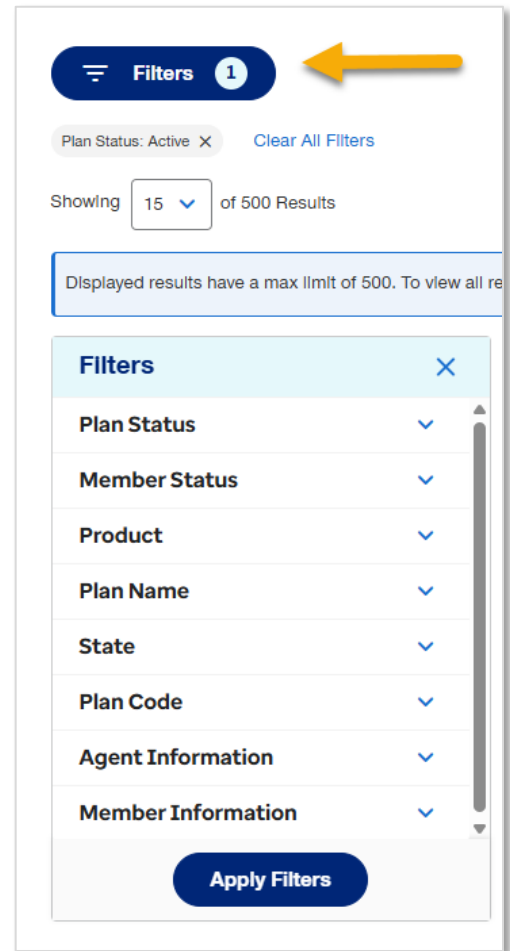 Filters 1
Plan Status: Active X Clear All Filters
Showing 15 of 500 Results
Displayed results have a max limit of 500. To view all re
Filters
Plan Status
Member Status
Product
Plan Name
State
Plan Code
Agent Information
Member Information
Apply Filters